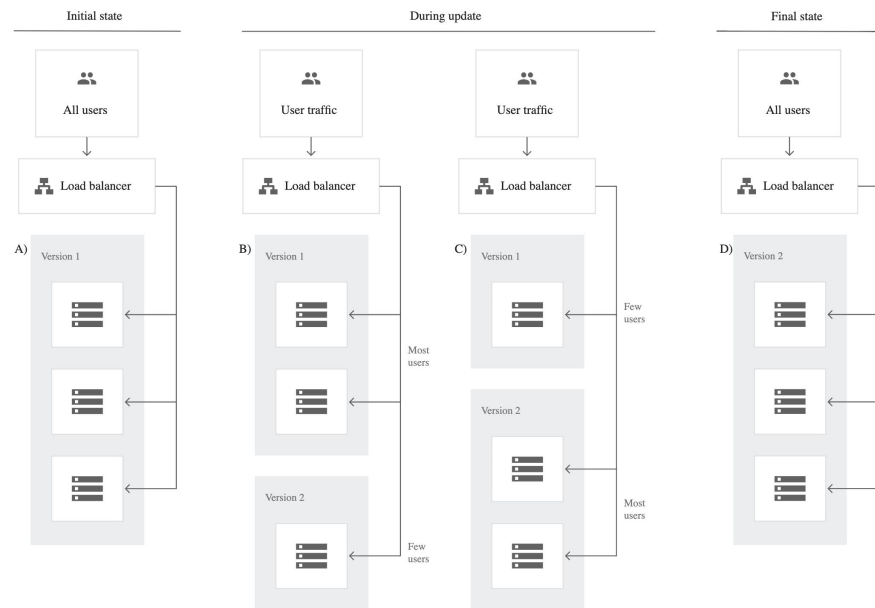 Initial state
During update
Final state
All users
User traffic
User traffic
All users
Load balancer
Load balancer
Load balancer
Load balancer
A)
Version 1
B)
Version 1
Most
users
Version 2
Few
users
C)
Version 1
Few
users
Version 2
Most
users
D)
Version 2